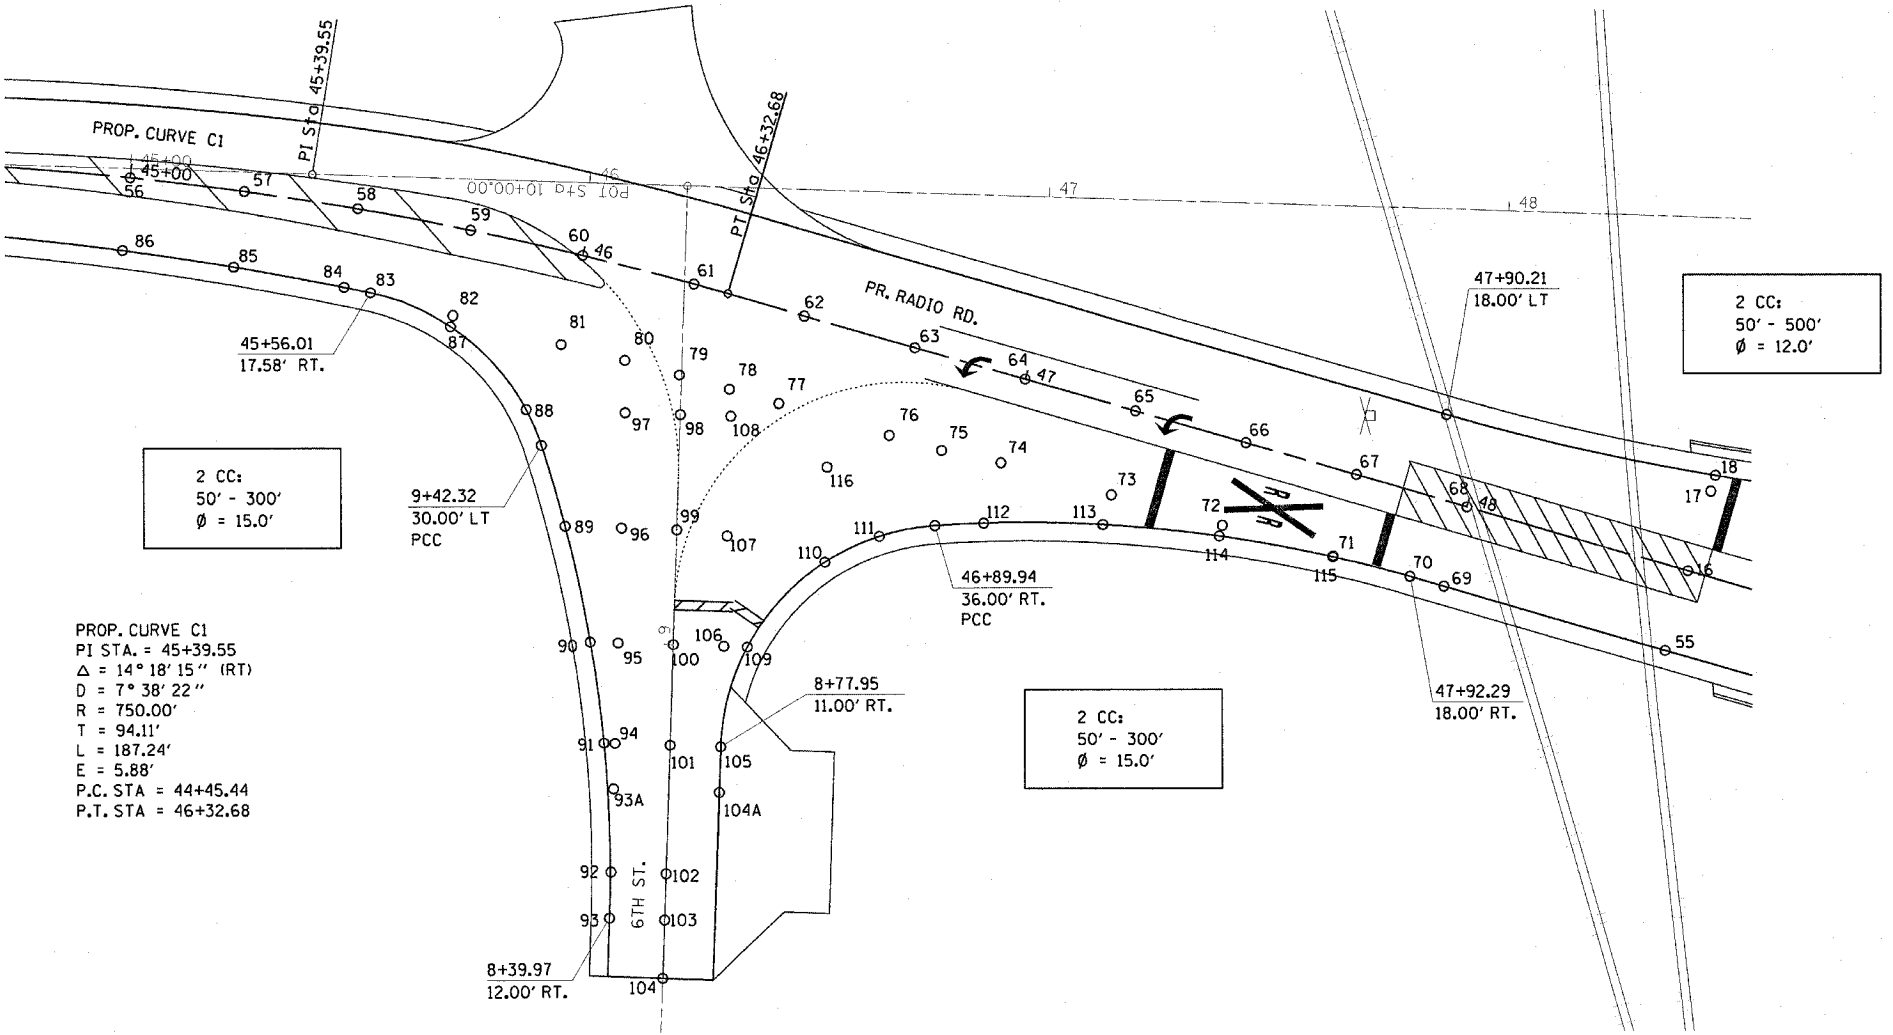 PI Sta 45+39.55
PT Sta 46+32.68
PROP. CURVE C1
45+00
45+00
46
POT Sta 10+00.00
47
48
56
57
58
59
60
46
61
62
63
64
47
65
66
67
68
48
PR. RADIO RD.
47+90.21
18.00' LT
2 CC:
50' - 500'
Ø = 12.0'
18
17
16
86
85
84
83
82
87
81
80
79
78
77
76
75
74
73
72
71
70
69
55
45+56.01
17.58' RT.
88
97
98
108
116
2 CC:
50' - 300'
Ø = 15.0'
9+42.32
30.00' LT
PCC
89
96
99
107
110
111
112
113
114
115
R
R
46+89.94
36.00' RT.
PCC
9
90
95
100
106
109
PROP. CURVE C1
PI STA. = 45+39.55
Δ = 14° 18' 15" (RT)
D = 7° 38' 22"
R = 750.00'
T = 94.11'
L = 187.24'
E = 5.88'
P.C. STA = 44+45.44
P.T. STA = 46+32.68
8+77.95
11.00' RT.
47+92.29
18.00' RT.
2 CC:
50' - 300'
Ø = 15.0'
91
94
101
105
93A
104A
92
102
6TH ST.
93
103
8+39.97
12.00' RT.
104